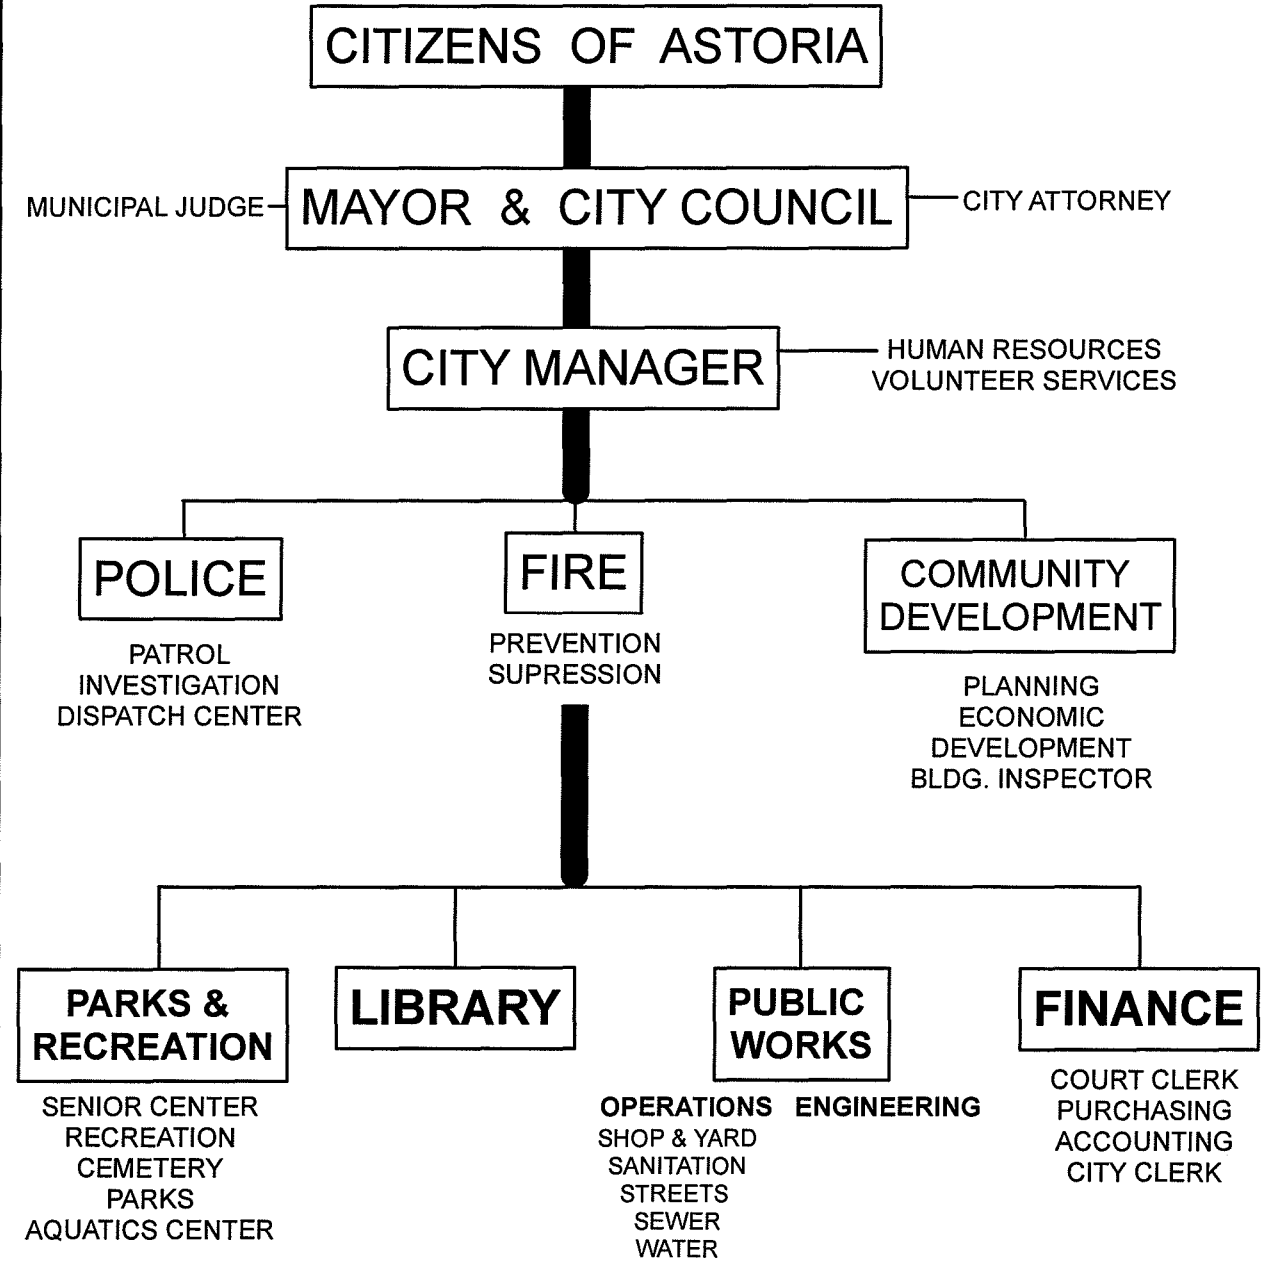 CITIZENS OF ASTORIA
MUNICIPAL JUDGE
MAYOR & CITY COUNCIL
CITY ATTORNEY
CITY MANAGER
HUMAN RESOURCES
VOLUNTEER SERVICES
POLICE
PATROL
INVESTIGATION
DISPATCH CENTER
FIRE
PREVENTION
SUPRESSION
COMMUNITY
DEVELOPMENT
PLANNING
ECONOMIC
DEVELOPMENT
BLDG. INSPECTOR
PARKS &
RECREATION
SENIOR CENTER
RECREATION
CEMETERY
PARKS
AQUATICS CENTER
LIBRARY
PUBLIC
WORKS
OPERATIONS ENGINEERING
SHOP & YARD
SANITATION
STREETS
SEWER
WATER
FINANCE
COURT CLERK
PURCHASING
ACCOUNTING
CITY CLERK